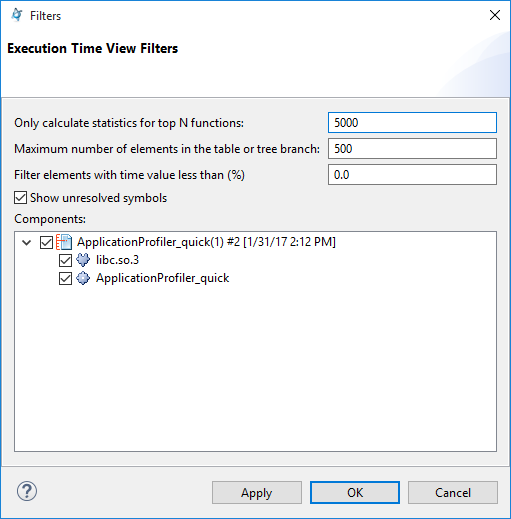 Filters
Execution Time View Filters
Only calculate statistics for top N functions: 5000
Maximum number of elements in the table or tree branch: 500
Filter elements with time value less than (%) 0.0
Show unresolved symbols
Components:
ApplicationProfiler_quick(1) #2 [1/31/17 2:12 PM]
libc.so.3
ApplicationProfiler_quick
? Apply OK Cancel